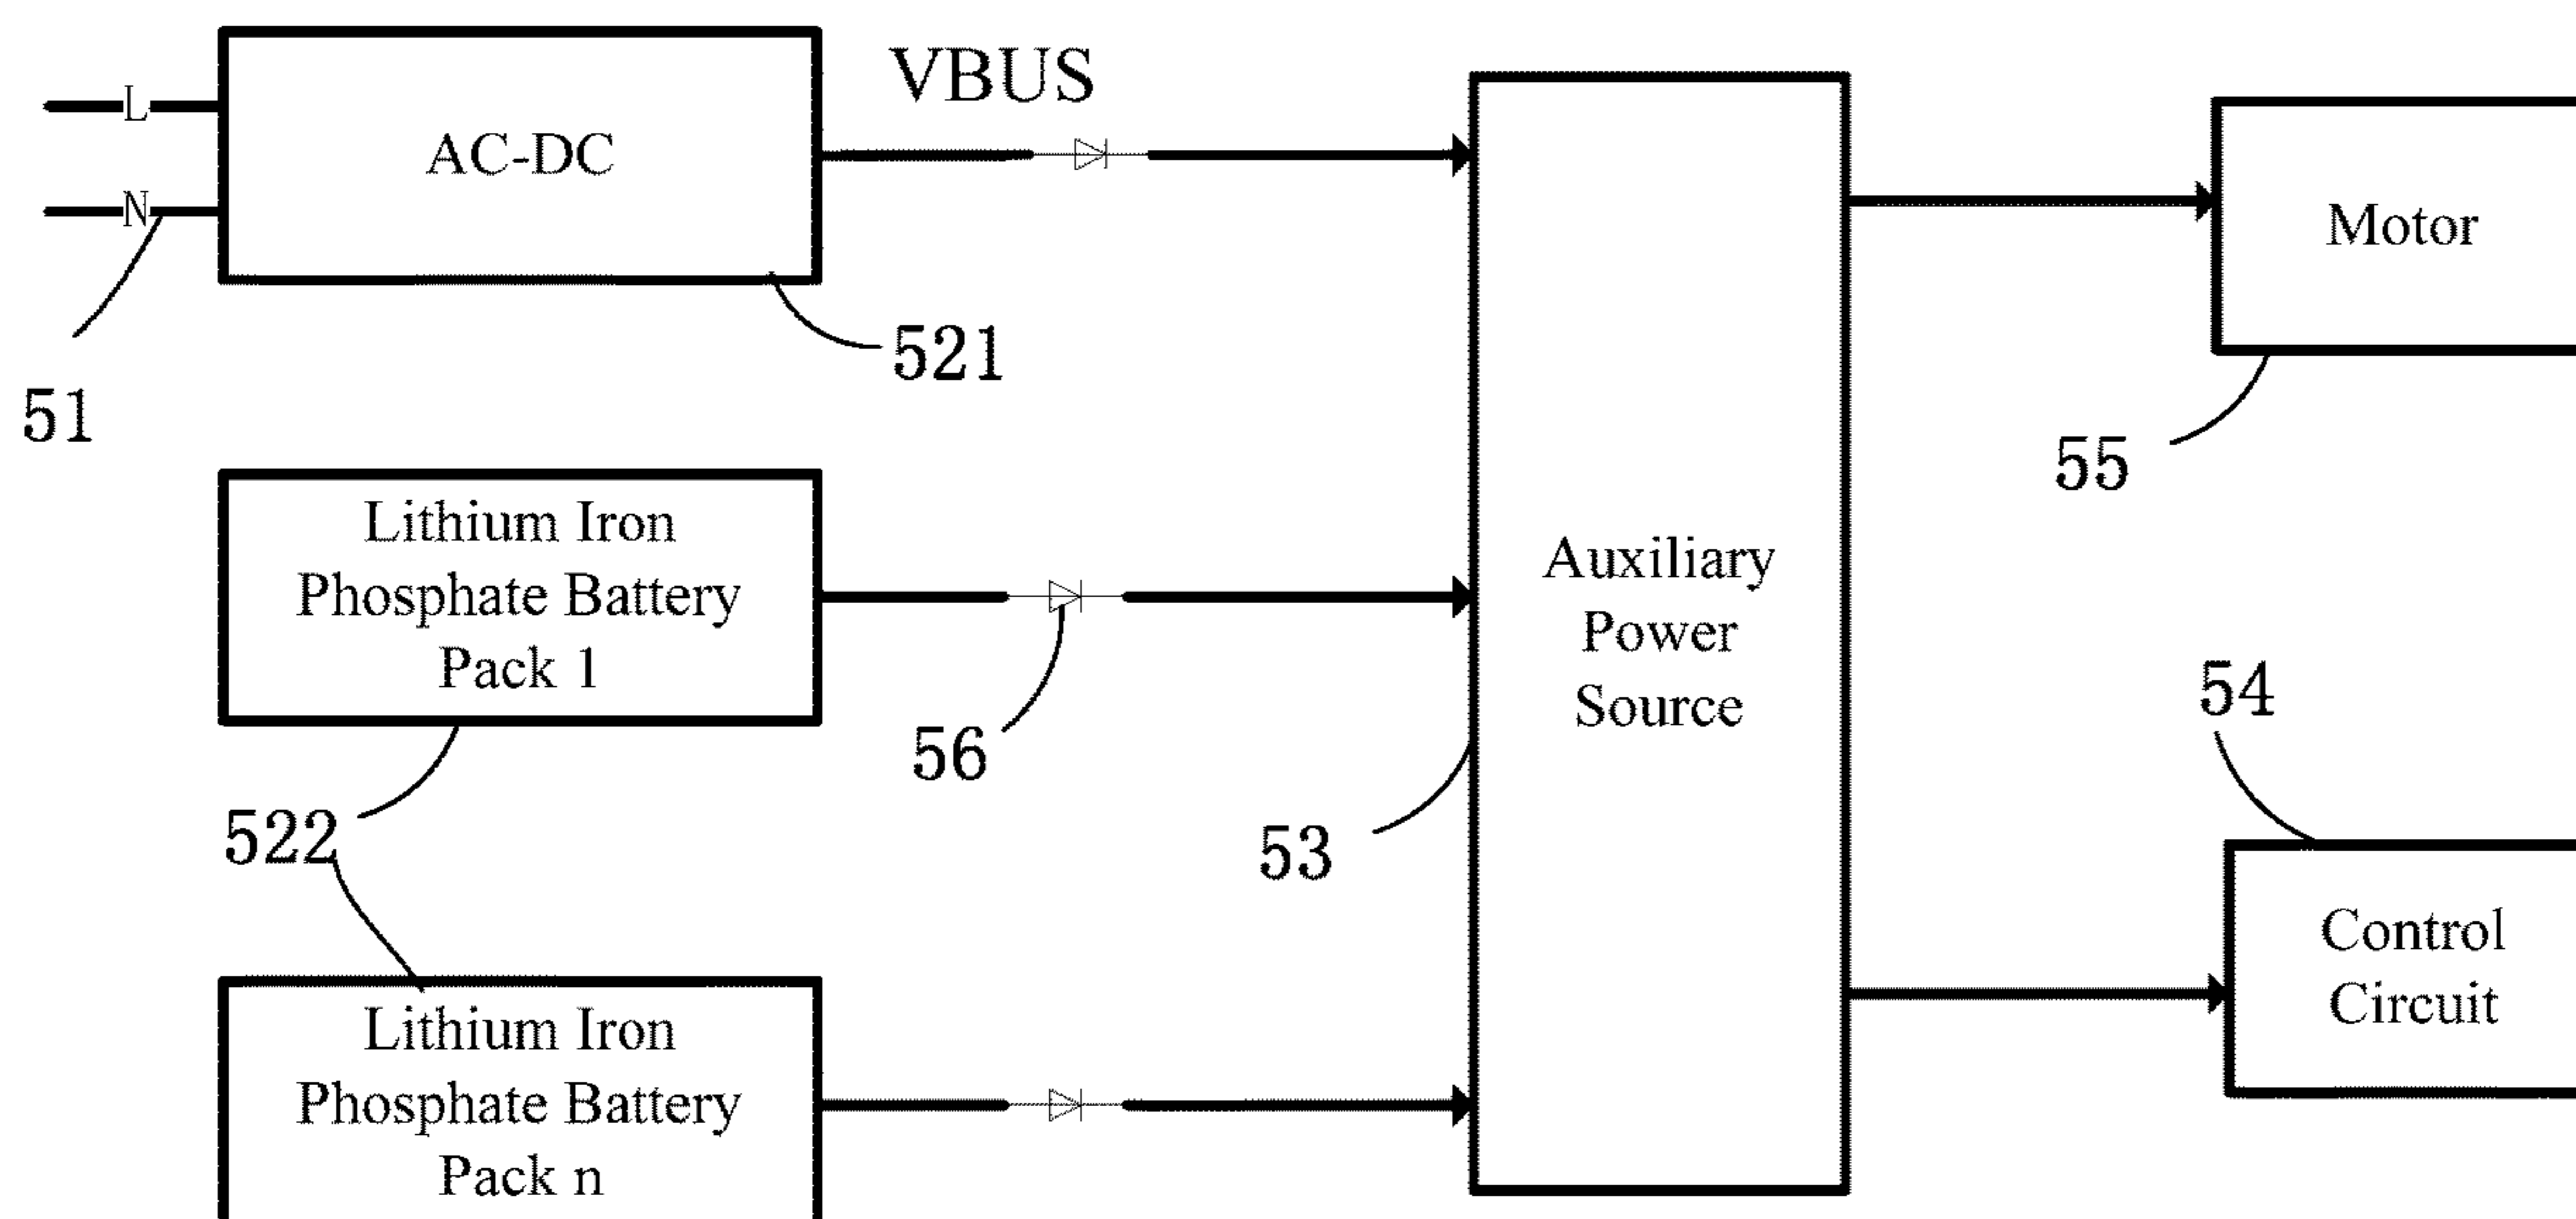 L
N
AC-DC
VBUS
51
521
Lithium Iron
Phosphate Battery
Pack 1
56
522
Lithium Iron
Phosphate Battery
Pack n
Auxiliary
Power
Source
53
Motor
55
54
Control
Circuit